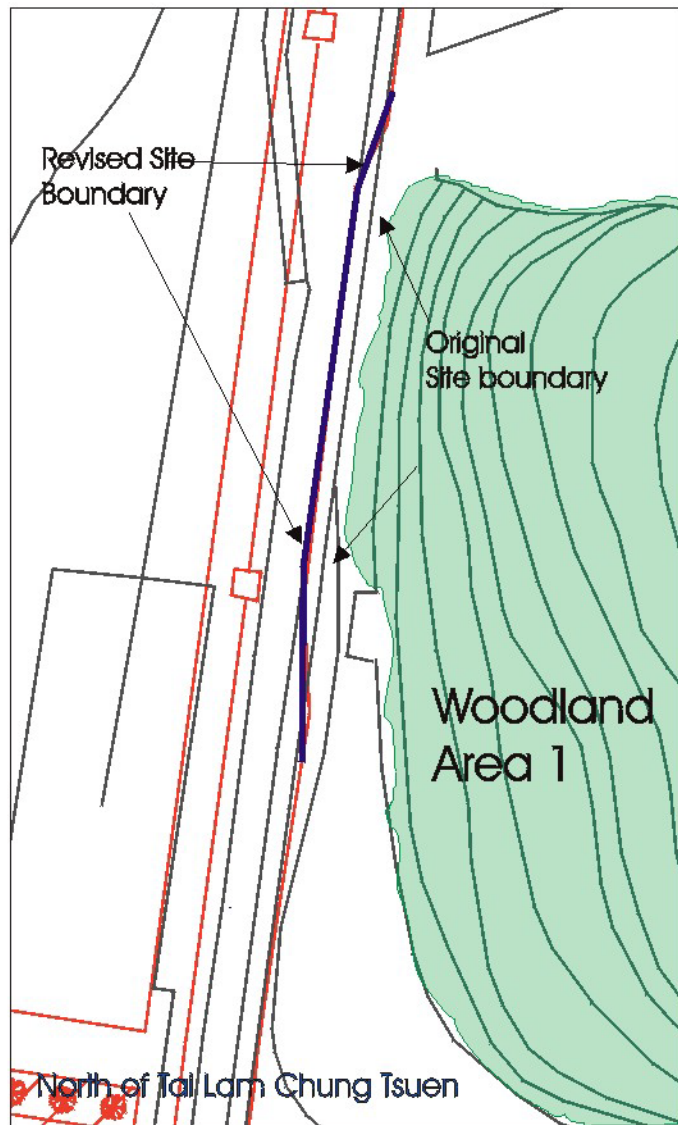 Revised Site
Boundary
Original
Site boundary
Woodland
Area 1
North of Tai Lam Chung Tsuen